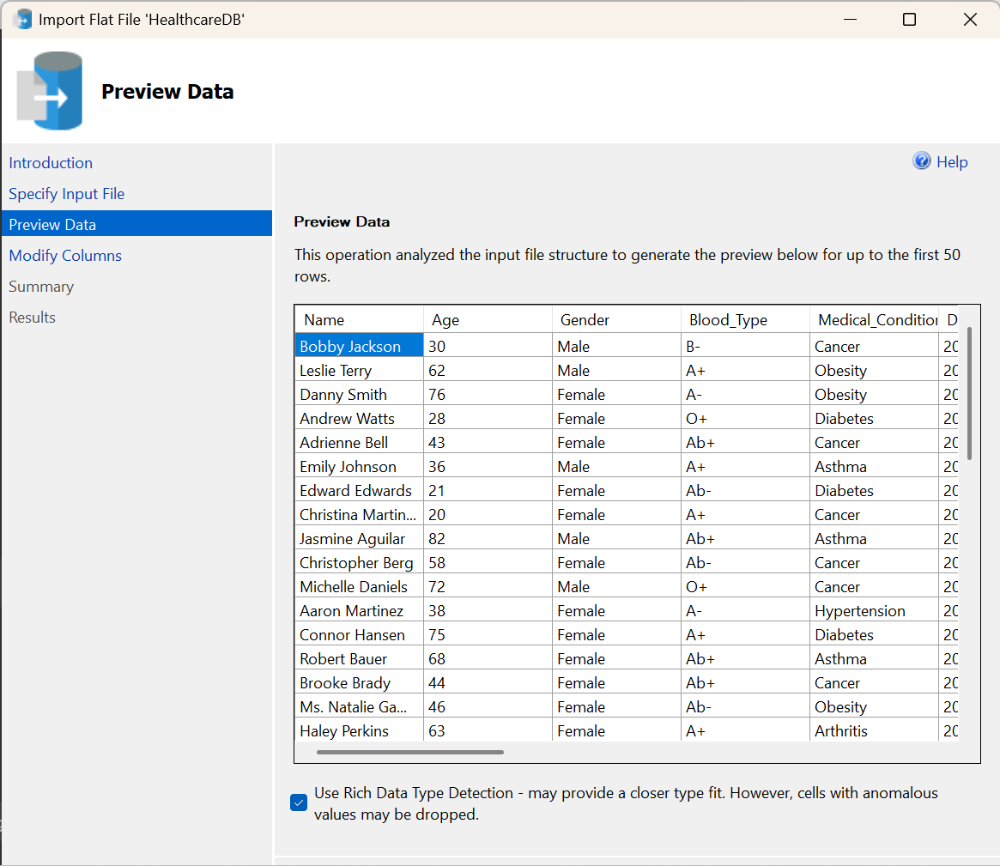 Import Flat File 'HealthcareDB'
Preview Data
Introduction
Specify Input File
Preview Data
Modify Columns
Summary
Results
Help
Preview Data
This operation analyzed the input file structure to generate the preview below for up to the first 50
rows.
Name Age Gender Blood_Type Medical_Condition D
Bobby Jackson 30 Male B- Cancer 20
Leslie Terry 62 Male A+ Obesity 20
Danny Smith 76 Female A- Obesity 20
Andrew Watts 28 Female O+ Diabetes 20
Adrienne Bell 43 Female Ab+ Cancer 20
Emily Johnson 36 Male A+ Asthma 20
Edward Edwards 21 Female Ab- Diabetes 20
Christina Martin... 20 Female A+ Cancer 20
Jasmine Aguilar 82 Male Ab+ Asthma 20
Christopher Berg 58 Female Ab- Cancer 20
Michelle Daniels 72 Male O+ Cancer 20
Aaron Martinez 38 Female A- Hypertension 20
Connor Hansen 75 Female A+ Diabetes 20
Robert Bauer 68 Female Ab+ Asthma 20
Brooke Brady 44 Female Ab+ Cancer 20
Ms. Natalie Ga... 46 Female Ab- Obesity 20
Haley Perkins 63 Female A+ Arthritis 20
Use Rich Data Type Detection - may provide a closer type fit. However, cells with anomalous
values may be dropped.